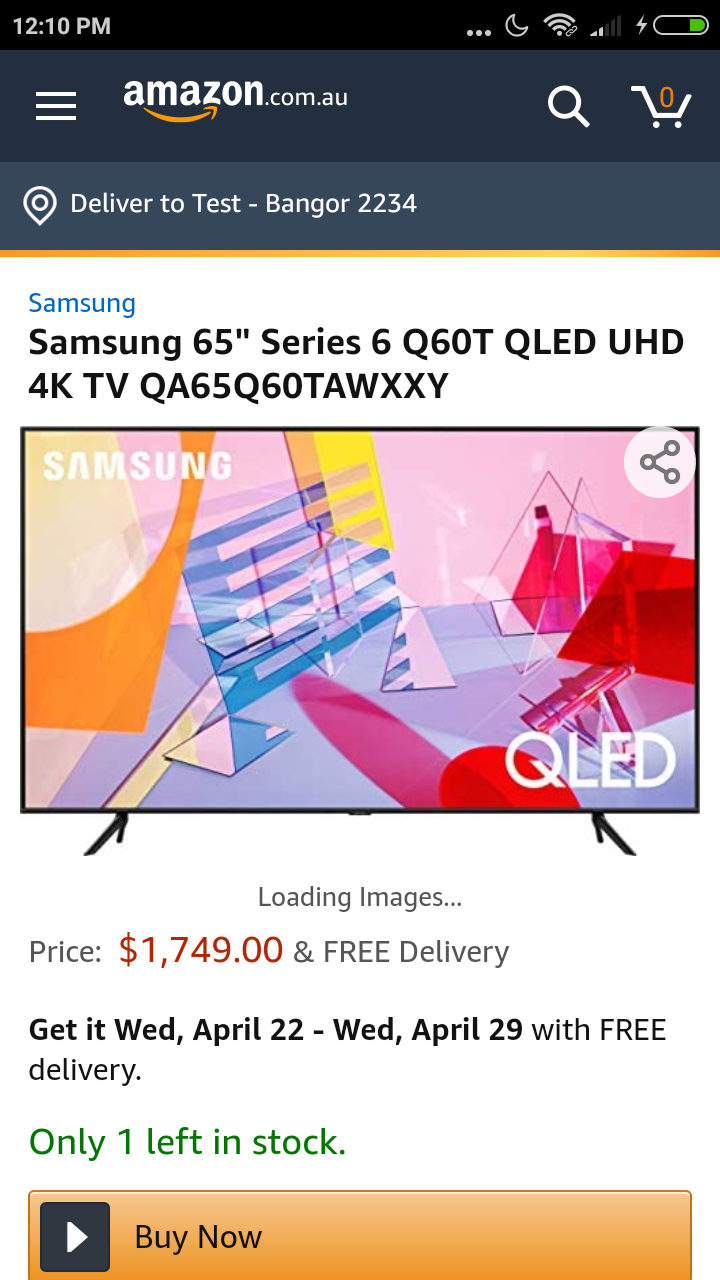 12:10 PM
amazon.com.au
0
Deliver to Test - Bangor 2234
Samsung
Samsung 65" Series 6 Q60T QLED UHD
4K TV QA65Q60TAWXXY
SAMSUNG
QLED
Loading Images...
Price: $1,749.00 & FREE Delivery
Get it Wed, April 22 - Wed, April 29 with FREE
delivery.
Only 1 left in stock.
Buy Now